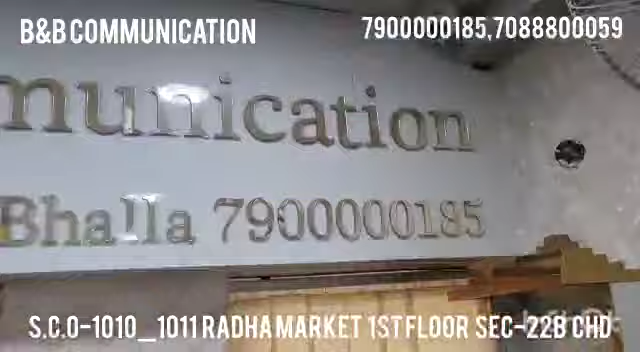 B&B COMMUNICATION
7900000185,7088800059
munication
Bhalla 7900000185
S.C.O-1010_1011 RADHA MARKET 1ST FLOOR SEC-22B CHD